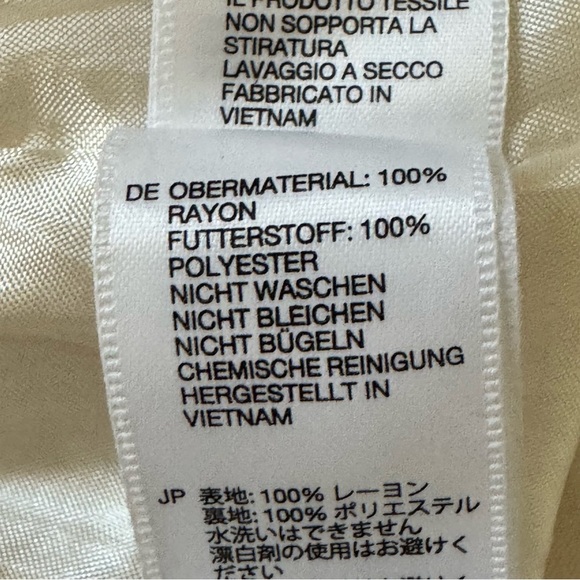 IL PRODOTTO TESSILE
NON SOPPORTA LA
STIRATURA
LAVAGGIO A SECCO
FABBRICATO IN
VIETNAM
DE OBERMATERIAL: 100%
RAYON
FUTTERSTOFF: 100%
POLYESTER
NICHT WASCHEN
NICHT BLEICHEN
NICHT BÜGELN
CHEMISCHE REINIGUNG
HERGESTELLT IN
VIETNAM
JP 表地: 100% レーヨン
裏地: 100% ポリエステル
水洗いはできません
漂白剤の使用はお避けく
ださい